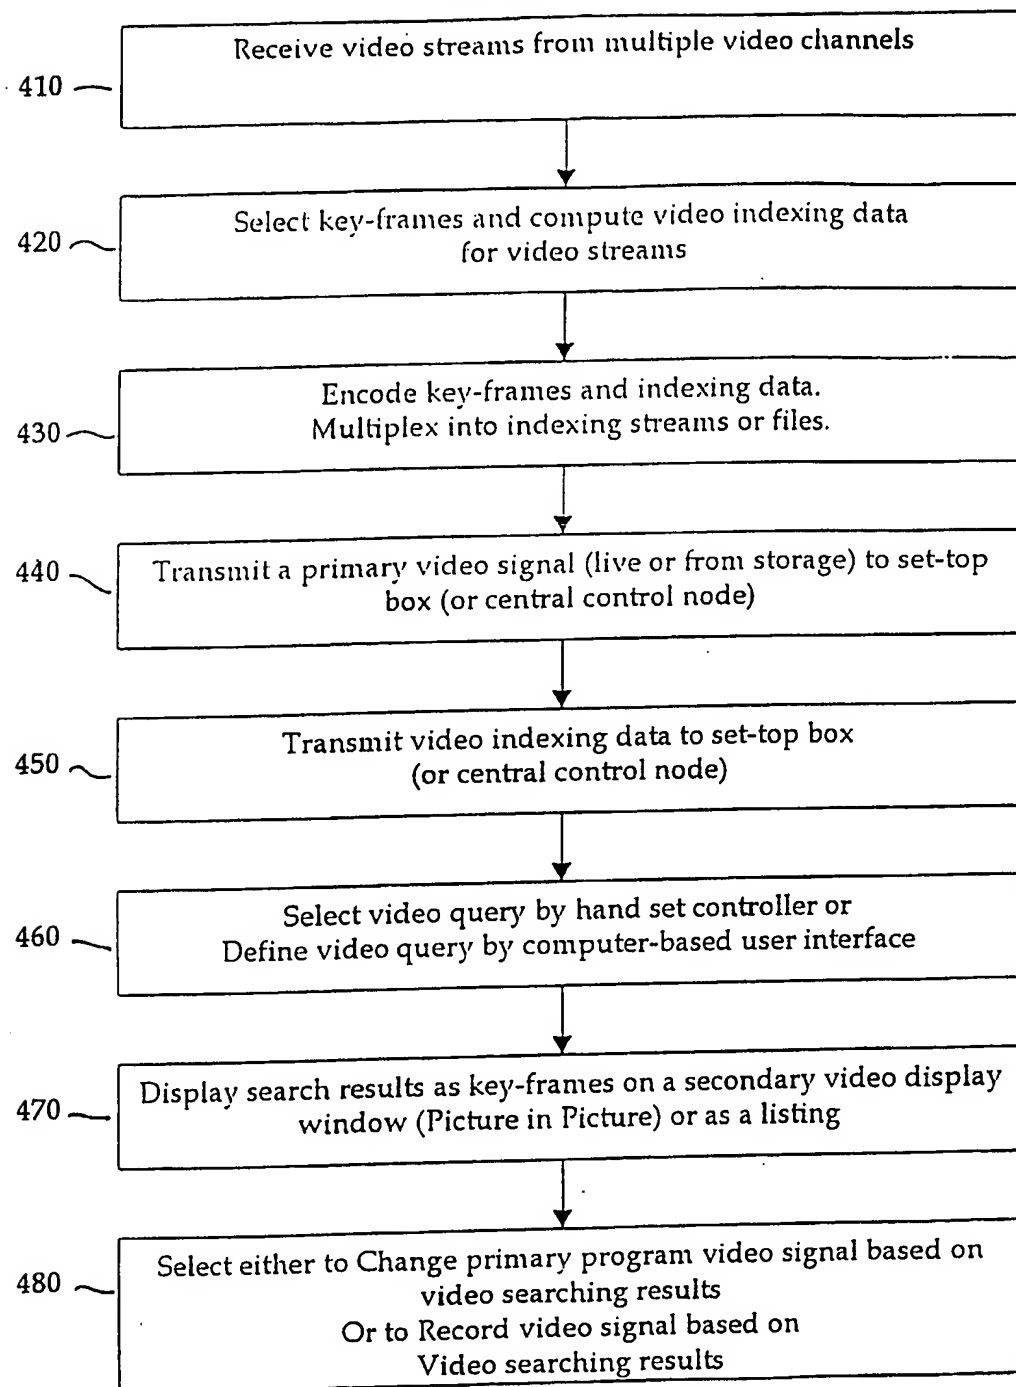 Receive video streams from multiple video channels
410
Select key-frames and compute video indexing data
for video streams
420
Encode key-frames and indexing data.
Multiplex into indexing streams or files.
430
Transmit a primary video signal (live or from storage) to set-top
box (or central control node)
440
Transmit video indexing data to set-top box
(or central control node)
450
Select video query by hand set controller or
Define video query by computer-based user interface
460
Display search results as key-frames on a secondary video display
window (Picture in Picture) or as a listing
470
Select either to Change primary program video signal based on
video searching results
Or to Record video signal based on
Video searching results
480